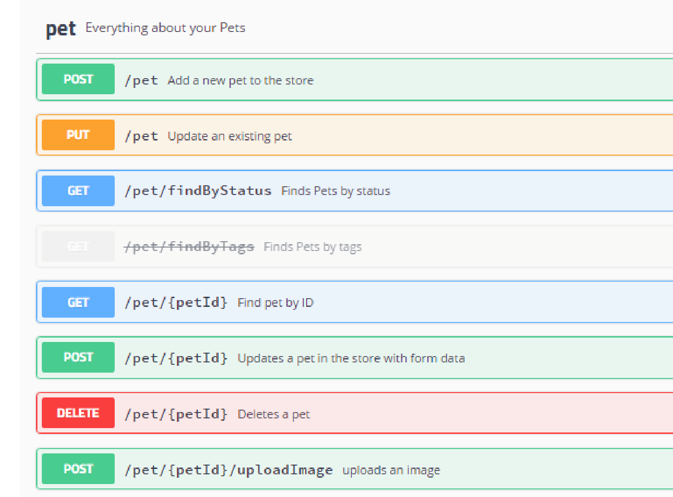 pet Everything about your Pets
POST /pet Add a new pet to the store
PUT /pet Update an existing pet
GET /pet/findByStatus Finds Pets by status
GET /pet/findByTags Finds Pets by tags
GET /pet/{petId} Find pet by ID
POST /pet/{petId} Updates a pet in the store with form data
DELETE /pet/{petId} Deletes a pet
POST /pet/{petId}/uploadImage uploads an image